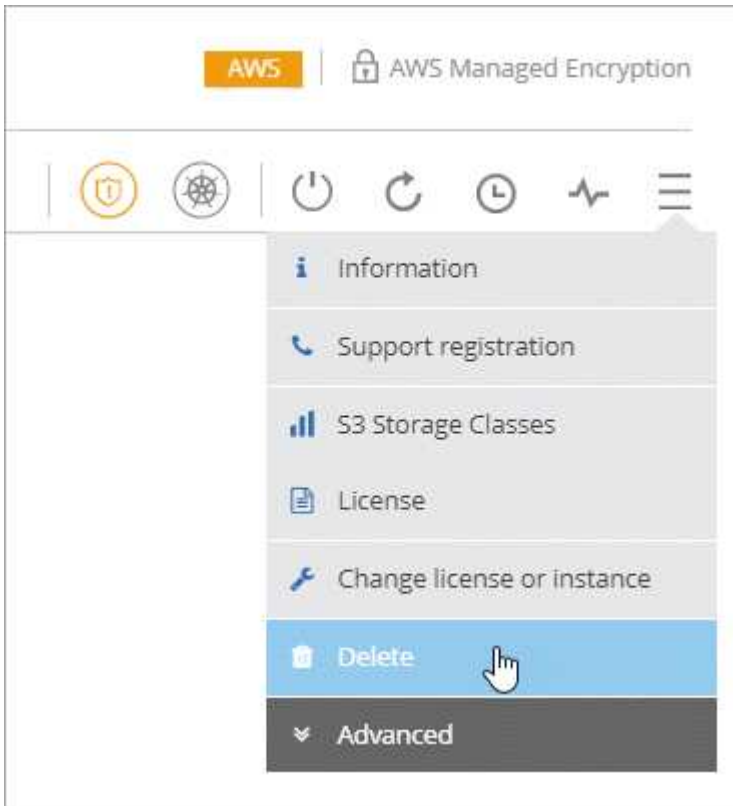 AWS
AWS Managed Encryption
Information
Support registration
S3 Storage Classes
License
Change license or instance
Delete
Advanced